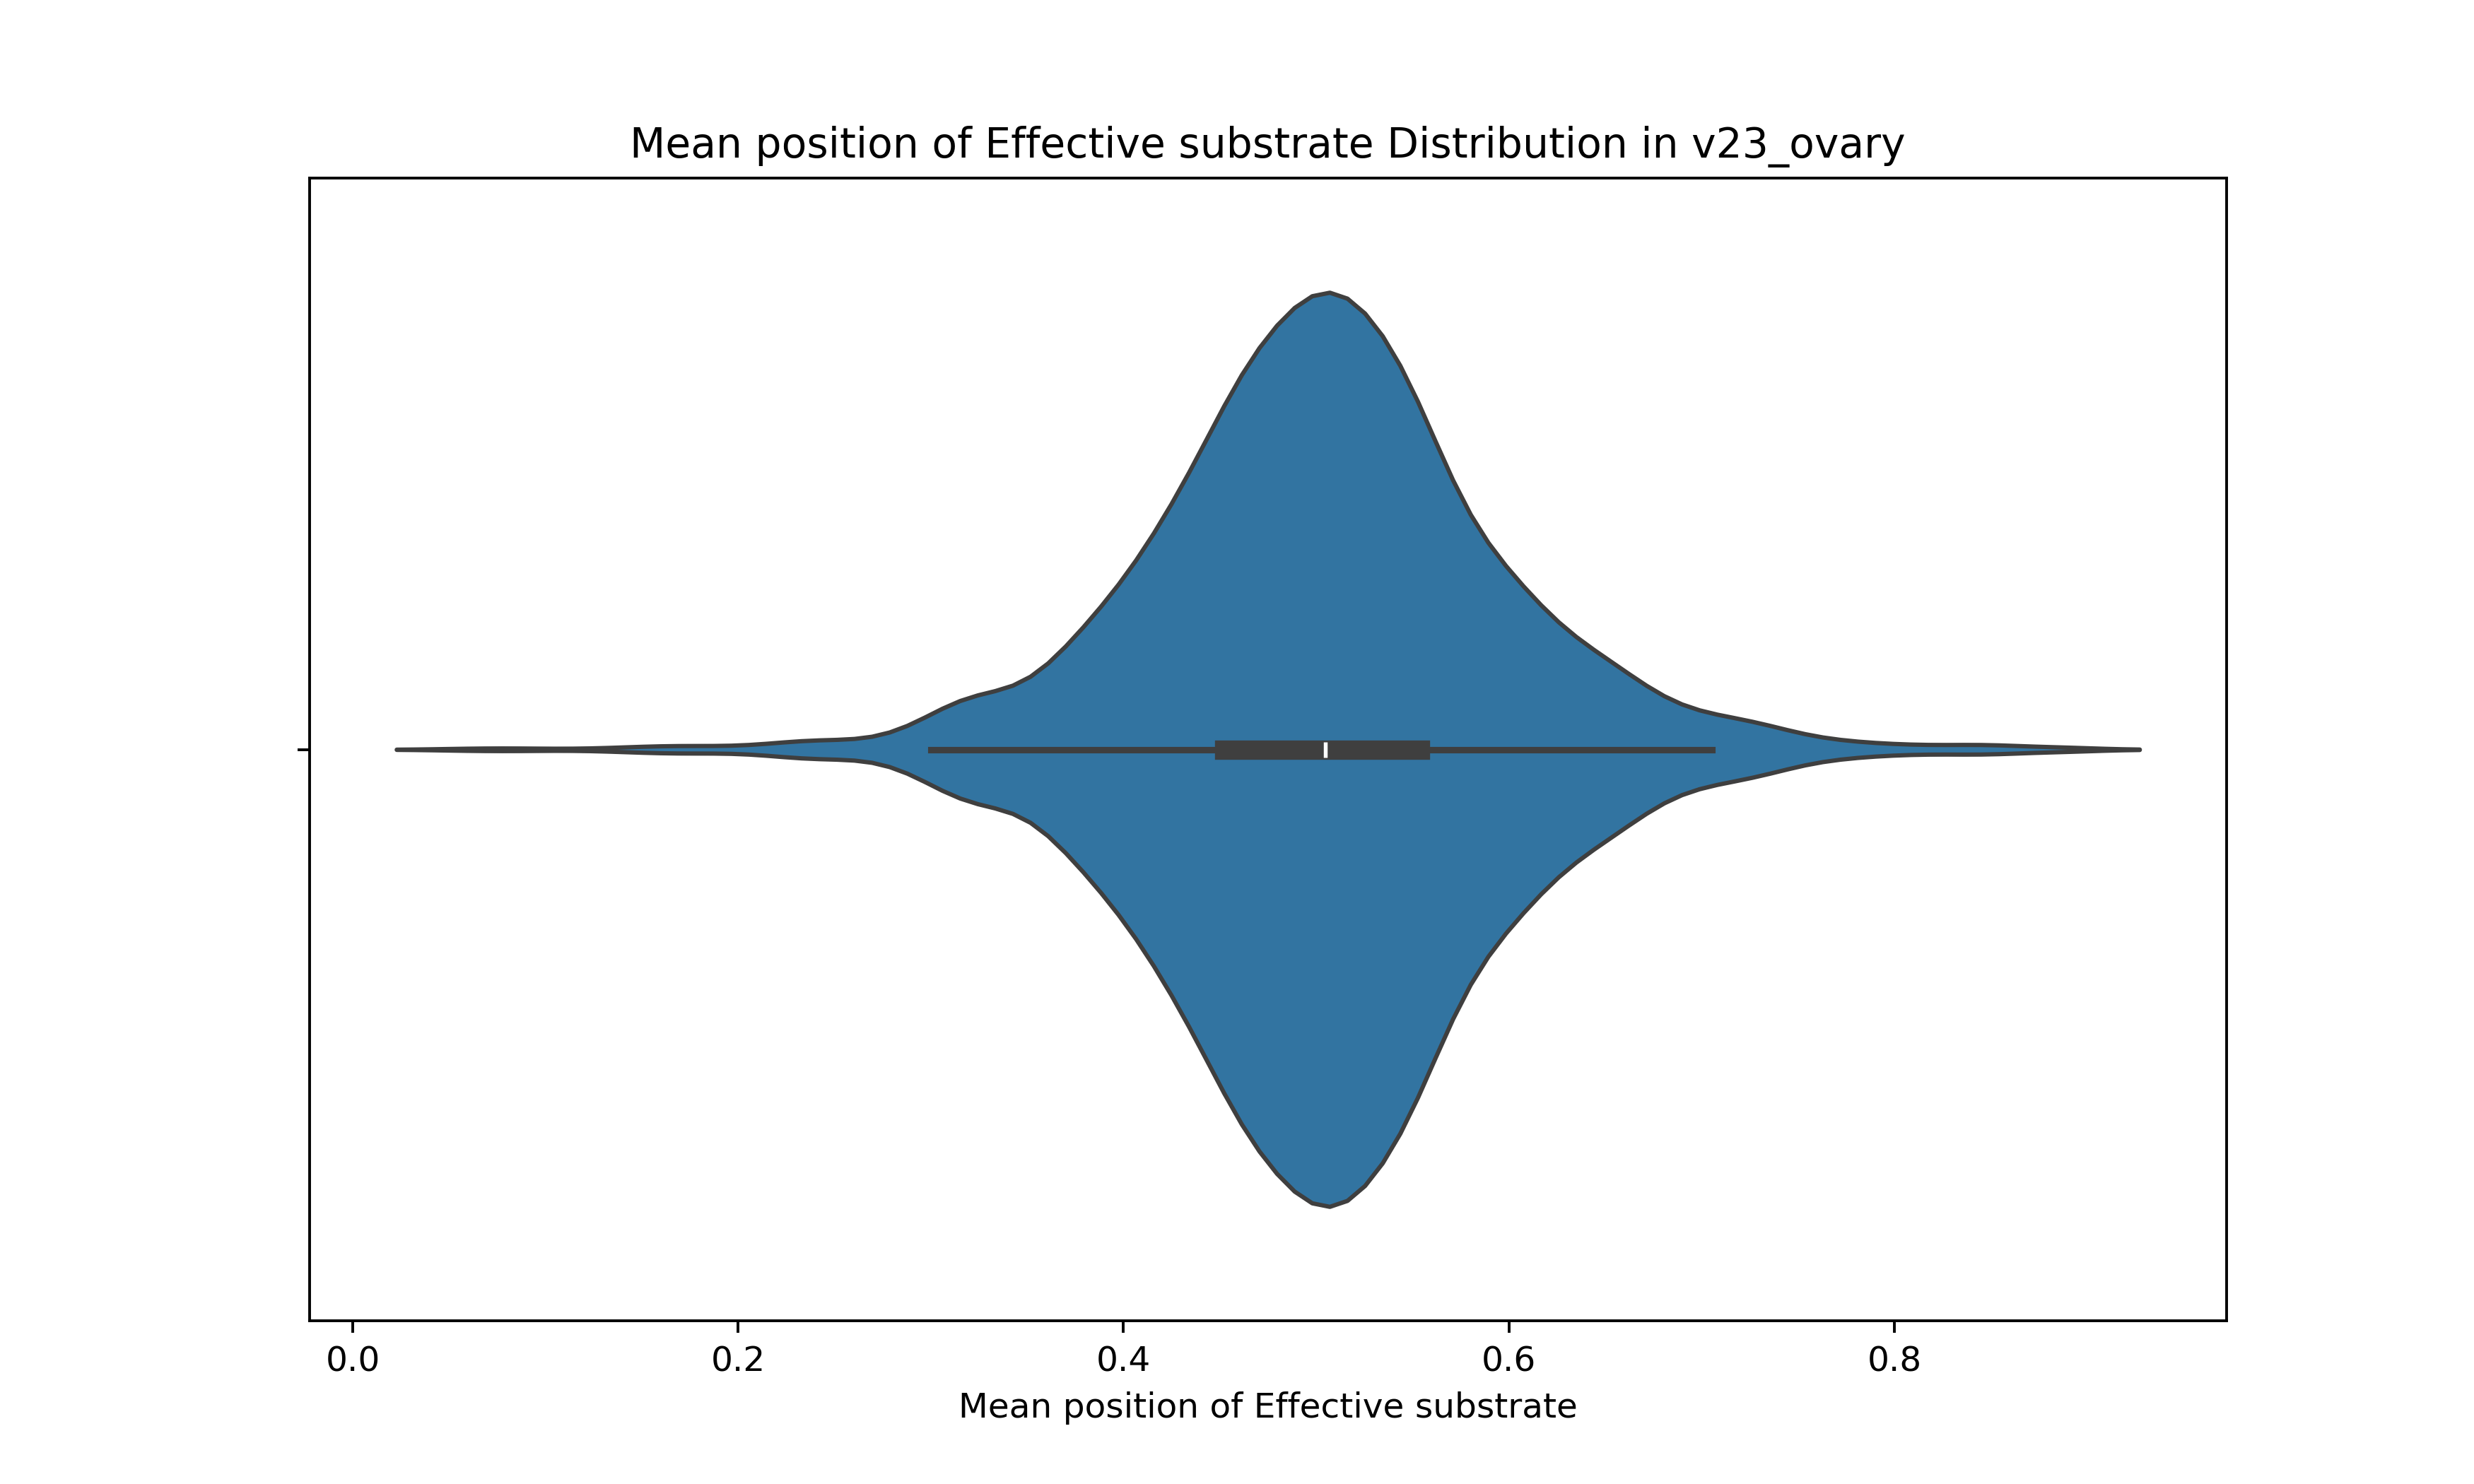 Mean position of Effective substrate Distribution in v23_ovary
0.0 0.2 0.4 0.6 0.8
Mean position of Effective substrate